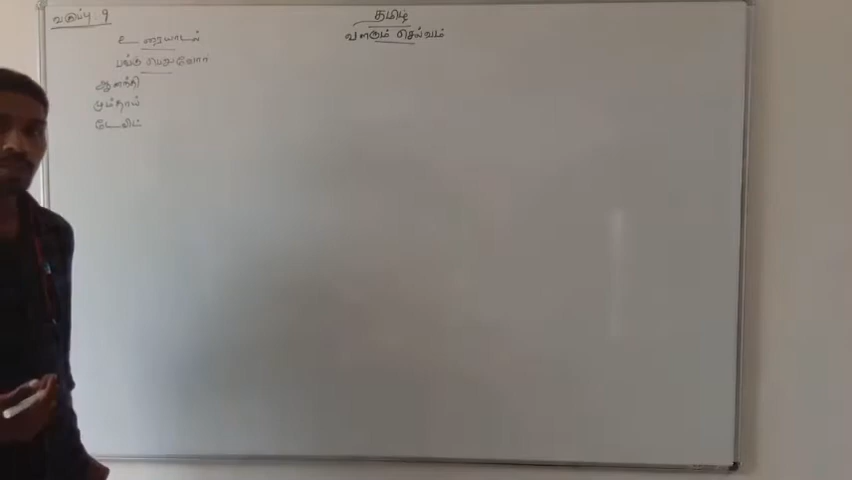 வகுப்பு 9
தமிழ்
வளரும் செல்வம்
உரையாடல்
பங்கு பெறுவோர்
ஆனந்தி
மும்தாய்
டேவிட்